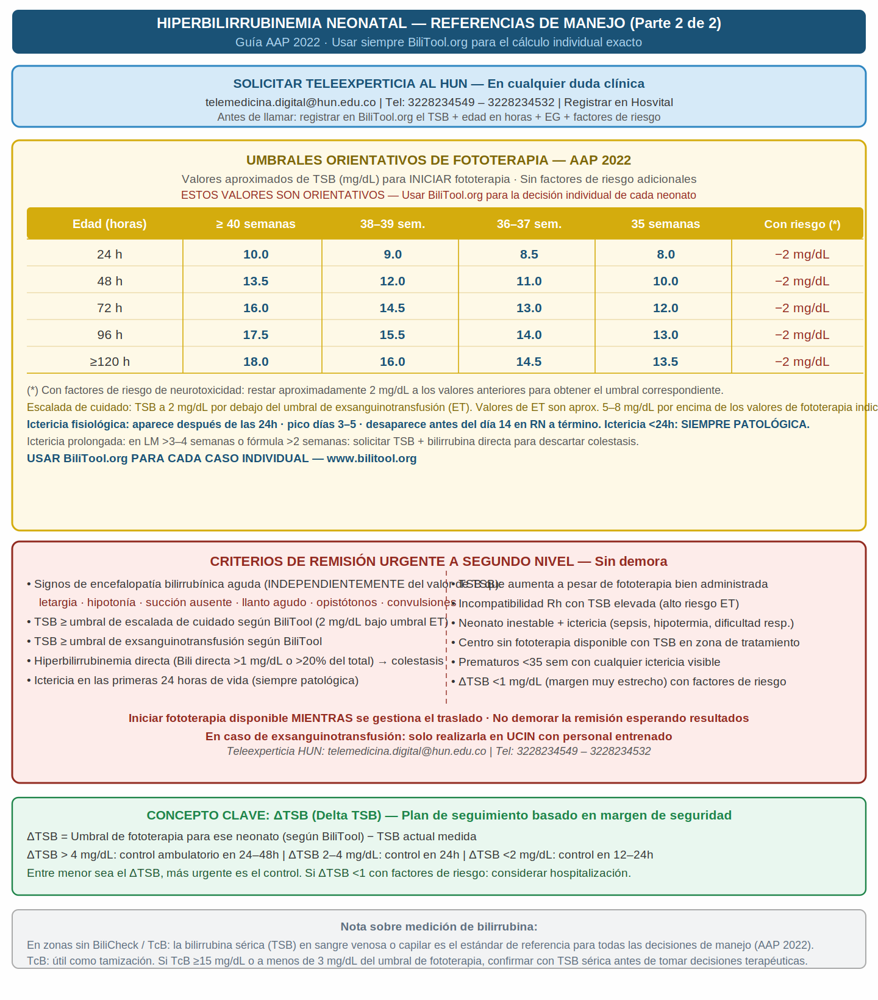 HIPERBILIRRUBINEMIA NEONATAL — REFERENCIAS DE MANEJO (Parte 2 de 2)
Guía AAP 2022 · Usar siempre BiliTool.org para el cálculo individual exacto
SOLICITAR TELEEXPERTICIA AL HUN — En cualquier duda clínica
telemedicina.digital@hun.edu.co | Tel: 3228234549 – 3228234532 | Registrar en Hosvital
Antes de llamar: registrar en BiliTool.org el TSB + edad en horas + EG + factores de riesgo
UMBRALES ORIENTATIVOS DE FOTOTERAPIA — AAP 2022
Valores aproximados de TSB (mg/dL) para INICIAR fototerapia · Sin factores de riesgo adicionales
ESTOS VALORES SON ORIENTATIVOS — Usar BiliTool.org para la decisión individual de cada neonato
Edad (horas) ≥ 40 semanas 38–39 sem. 36–37 sem. 35 semanas Con riesgo (*)
24 h 10.0 9.0 8.5 8.0 −2 mg/dL
48 h 13.5 12.0 11.0 10.0 −2 mg/dL
72 h 16.0 14.5 13.0 12.0 −2 mg/dL
96 h 17.5 15.5 14.0 13.0 −2 mg/dL
≥120 h 18.0 16.0 14.5 13.5 −2 mg/dL
(*) Con factores de riesgo de neurotoxicidad: restar aproximadamente 2 mg/dL a los valores anteriores para obtener el umbral correspondiente.
Escalada de cuidado: TSB a 2 mg/dL por debajo del umbral de exsanguinotransfusión (ET). Valores de ET son aprox. 5–8 mg/dL por encima de los valores de fototerapia indic
Ictericia fisiológica: aparece después de las 24h · pico días 3–5 · desaparece antes del día 14 en RN a término. Ictericia <24h: SIEMPRE PATOLÓGICA.
Ictericia prolongada: en LM >3–4 semanas o fórmula >2 semanas: solicitar TSB + bilirrubina directa para descartar colestasis.
USAR BiliTool.org PARA CADA CASO INDIVIDUAL — www.bilitool.org
CRITERIOS DE REMISIÓN URGENTE A SEGUNDO NIVEL — Sin demora
• Signos de encefalopatía bilirrubínica aguda (INDEPENDIENTEMENTE del valor de TSB):
letargia · hipotonía · succión ausente · llanto agudo · opistótonos · convulsiones
• TSB ≥ umbral de escalada de cuidado según BiliTool (2 mg/dL bajo umbral ET)
• TSB ≥ umbral de exsanguinotransfusión según BiliTool
• Hiperbilirrubinemia directa (Bili directa >1 mg/dL o >20% del total) → colestasis
• Ictericia en las primeras 24 horas de vida (siempre patológica)
• TSB que aumenta a pesar de fototerapia bien administrada
• Incompatibilidad Rh con TSB elevada (alto riesgo ET)
• Neonato inestable + ictericia (sepsis, hipotermia, dificultad resp.)
• Centro sin fototerapia disponible con TSB en zona de tratamiento
• Prematuros <35 sem con cualquier ictericia visible
• ΔTSB <1 mg/dL (margen muy estrecho) con factores de riesgo
Iniciar fototerapia disponible MIENTRAS se gestiona el traslado · No demorar la remisión esperando resultados
En caso de exsanguinotransfusión: solo realizarla en UCIN con personal entrenado
Teleexperticia HUN: telemedicina.digital@hun.edu.co | Tel: 3228234549 – 3228234532
CONCEPTO CLAVE: ΔTSB (Delta TSB) — Plan de seguimiento basado en margen de seguridad
ΔTSB = Umbral de fototerapia para ese neonato (según BiliTool) − TSB actual medida
ΔTSB > 4 mg/dL: control ambulatorio en 24–48h | ΔTSB 2–4 mg/dL: control en 24h | ΔTSB <2 mg/dL: control en 12–24h
Entre menor sea el ΔTSB, más urgente es el control. Si ΔTSB <1 con factores de riesgo: considerar hospitalización.
Nota sobre medición de bilirrubina:
En zonas sin BiliCheck / TcB: la bilirrubina sérica (TSB) en sangre venosa o capilar es el estándar de referencia para todas las decisiones de manejo (AAP 2022).
TcB: útil como tamización. Si TcB ≥15 mg/dL o a menos de 3 mg/dL del umbral de fototerapia, confirmar con TSB sérica antes de tomar decisiones terapéuticas.